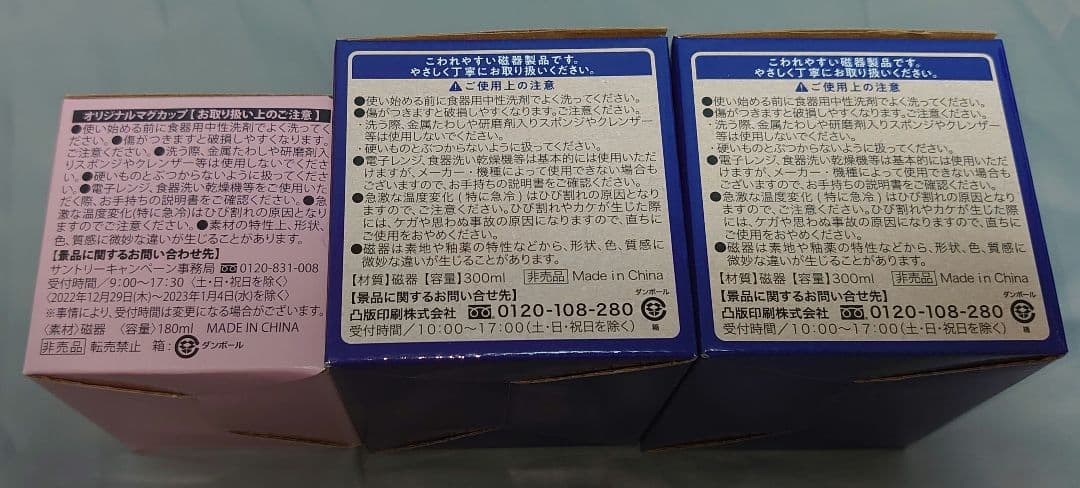 オリジナルマグカップ【お取り扱い上のご注意】
●使い始める前に食器用中性洗剤でよく洗ってく
ださい。●傷がつきますと破損しやすくなります。
ご注意ください。●洗う際、金属たわしや研磨剤入
りスポンジやクレンザー等は使用しないでくださ
い。●硬いものとぶつからないように扱ってくださ
い。●電子レンジ、食器洗い乾燥機等をご使用いた
だく際、お手持ちの説明書をご確認ください。●急
激な温度変化(特に急冷)はひび割れの原因となり
ますので、ご注意ください。●素材の特性上、形状、
色、質感に微妙な違いが生じることがあります。
【景品に関するお問い合わせ先】
サントリーキャンペーン事務局 0120-831-008
受付時間／9:00〜17:30〈土・日・祝日を除く〉
〈2022年12月29日(木)〜2023年1月4日(水)を除く〉
※事情により、受付時間は変更になる場合がございます。
〈素材〉磁器 〈容量〉180ml MADE IN CHINA
非売品 転売禁止 箱: ダンボール
こわれやすい磁器製品です。
やさしく丁寧にお取り扱いください。
⚠ご使用上の注意
●使い始める前に食器用中性洗剤でよく洗ってください。
●傷がつきますと破損しやすくなります。ご注意ください。
・洗う際、金属たわしや研磨剤入りスポンジやクレンザー
等は使用しないでください。
・硬いものとぶつからないように扱ってください。
●電子レンジ、食器洗い乾燥機等は基本的には使用いただ
けますが、メーカー・機種によって使用できない場合も
ございますので、お手持ちの説明書をご確認ください。
●急激な温度変化(特に急冷)はひび割れの原因となり
ますので、ご注意ください。ひび割れやカケが生じた際
には、ケガや思わぬ事故の原因になりますので、直ちに
ご使用をおやめください。
●磁器は素地や釉薬の特性などから、形状、色、質感に
微妙な違いが生じることがあります。
【材質】磁器【容量】300ml 非売品 Made in China
【景品に関するお問い合せ先】
凸版印刷株式会社 0120-108-280
受付時間／10:00〜17:00(土・日・祝日を除く)
ダンボール
箱
こわれやすい磁器製品です。
やさしく丁寧にお取り扱いください。
⚠ご使用上の注意
●使い始める前に食器用中性洗剤でよく洗ってください。
●傷がつきますと破損しやすくなります。ご注意ください。
・洗う際、金属たわしや研磨剤入りスポンジやクレンザー
等は使用しないでください。
・硬いものとぶつからないように扱ってください。
●電子レンジ、食器洗い乾燥機等は基本的には使用いただ
けますが、メーカー・機種によって使用できない場合も
ございますので、お手持ちの説明書をご確認ください。
●急激な温度変化(特に急冷)はひび割れの原因となり
ますので、ご注意ください。ひび割れやカケが生じた際
には、ケガや思わぬ事故の原因になりますので、直ちに
ご使用をおやめください。
●磁器は素地や釉薬の特性などから、形状、色、質感に
微妙な違いが生じることがあります。
【材質】磁器【容量】300ml 非売品 Made in China
【景品に関するお問い合せ先】
凸版印刷株式会社 0120-108-280
受付時間／10:00〜17:00(土・日・祝日を除く)
ダンボール
箱